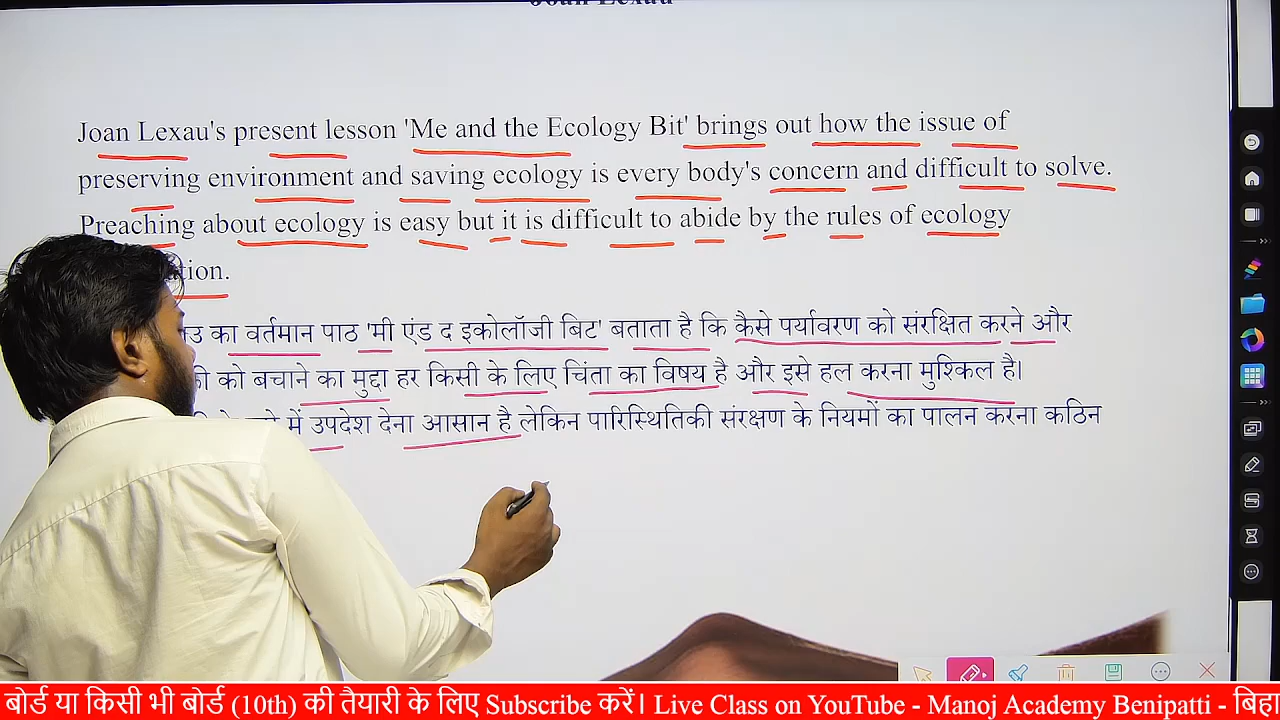 Joan Lexau
Joan Lexau's present lesson 'Me and the Ecology Bit' brings out how the issue of
preserving environment and saving ecology is every body's concern and difficult to solve.
Preaching about ecology is easy but it is difficult to abide by the rules of ecology
का वर्तमान पाठ 'मी एंड द इकोलॉजी बिट' बताता है कि कैसे पर्यावरण को संरक्षित करने और
को बचाने का मुद्दा हर किसी के लिए चिंता का विषय है और इसे हल करना मुश्किल है।
में उपदेश देना आसान है लेकिन पारिस्थितिकी संरक्षण के नियमों का पालन करना कठिन
बोर्ड या किसी भी बोर्ड (10th) की तैयारी के लिए Subscribe करें। Live Class on YouTube - Manoj Academy Benipatti -